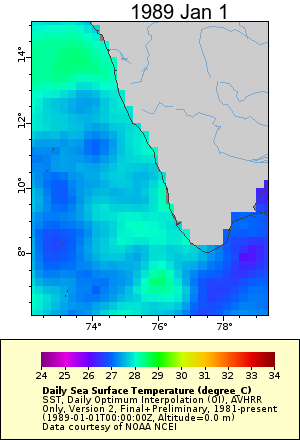 1989 Jan 1
14°
12°
10°
8°
74°
76°
78°
24 25 26 27 28 29 30 31 32 33 34
Daily Sea Surface Temperature (degree_C)
SST, Daily Optimum Interpolation (OI), AVHRR
Only, Version 2, Final+Preliminary, 1981-present
(1989-01-01T00:00:00Z, Altitude=0.0 m)
Data courtesy of NOAA NCEI